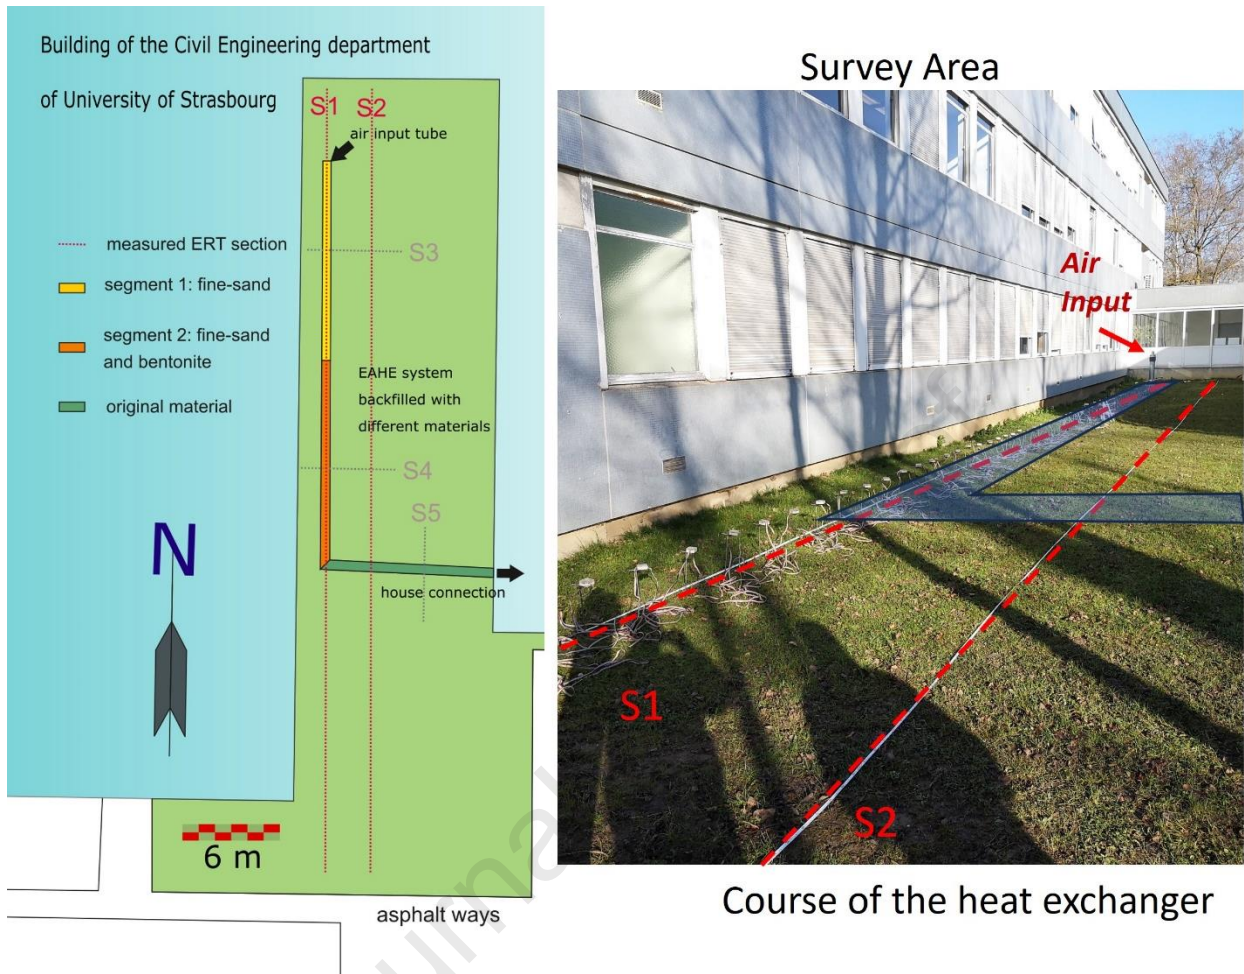 Building of the Civil Engineering department
of University of Strasbourg
S1
S2
air input tube
measured ERT section
S3
segment 1: fine-sand
segment 2: fine-sand
and bentonite
EAHE system
backfilled with
different materials
original material
S4
S5
N
house connection
6 m
asphalt ways
Survey Area
Air
Input
S1
S2
Course of the heat exchanger